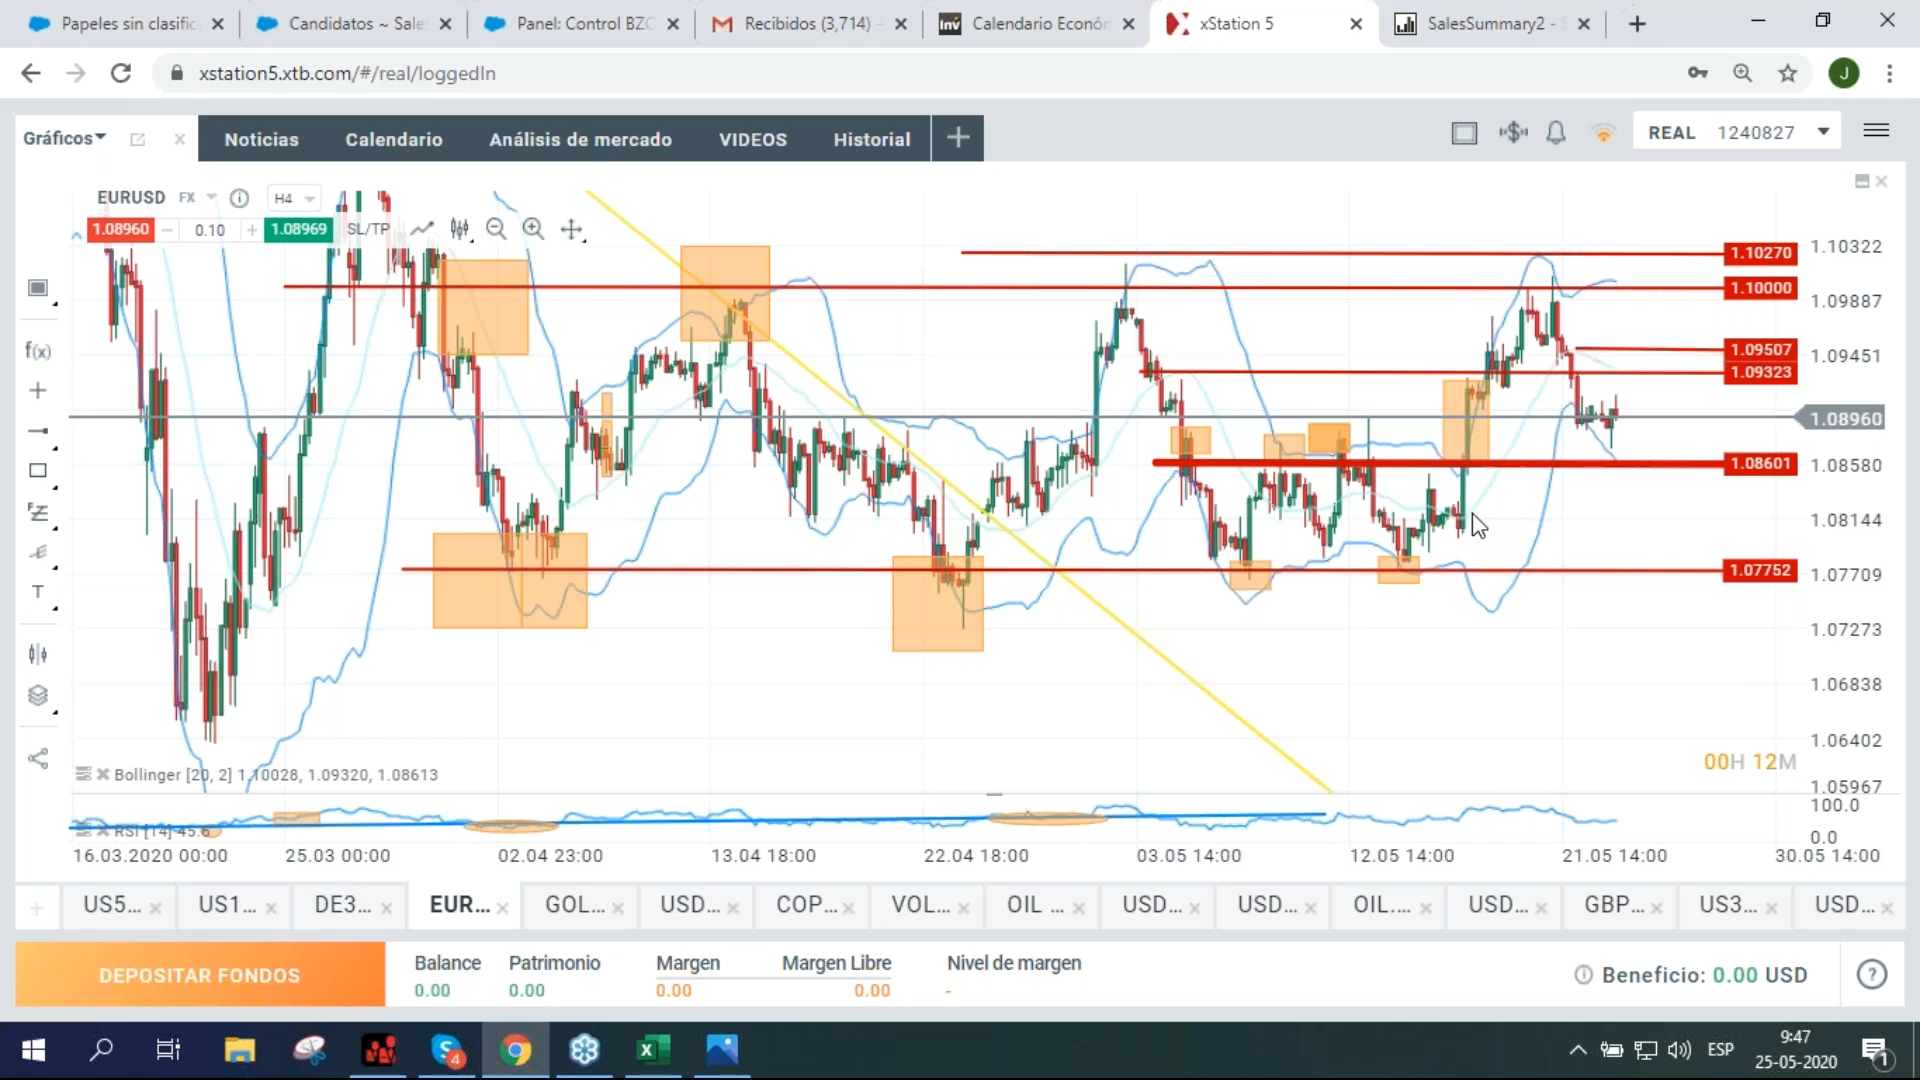 Papeles sin clasific
Candidatos ~ Sale
Panel: Control BZC
Recibidos (3,714) -
Inv
Calendario Económ
xStation 5
SalesSummary2 - S
xstation5.xtb.com/#/real/loggedIn
J
Gráficos
Noticias
Calendario
Análisis de mercado
VIDEOS
Historial
REAL 1240827
EURUSD FX
H4
1.08960
0.10
1.08969
SL/TP
f(x)
T
1.10270
1.10000
1.09507
1.09323
1.08601
1.07752
1.10322
1.09887
1.09451
1.08960
1.08580
1.08144
1.07709
1.07273
1.06838
1.06402
1.05967
00H 12M
Bollinger [20, 2] 1.10028, 1.09320, 1.08613
RSI [14] 45.6
100.0
0.0
16.03.2020 00:00
25.03 00:00
02.04 23:00
13.04 18:00
22.04 18:00
03.05 14:00
12.05 14:00
21.05 14:00
30.05 14:00
US5...
US1...
DE3...
EUR...
GOL...
USD...
COP...
VOL...
OIL ...
USD...
USD...
OIL....
USD...
GBP...
US3...
USD...
DEPOSITAR FONDOS
Balance
Patrimonio
Margen
Margen Libre
Nivel de margen
0.00
0.00
0.00
0.00
-
Beneficio: 0.00 USD
4
ESP
9:47
25-05-2020
1